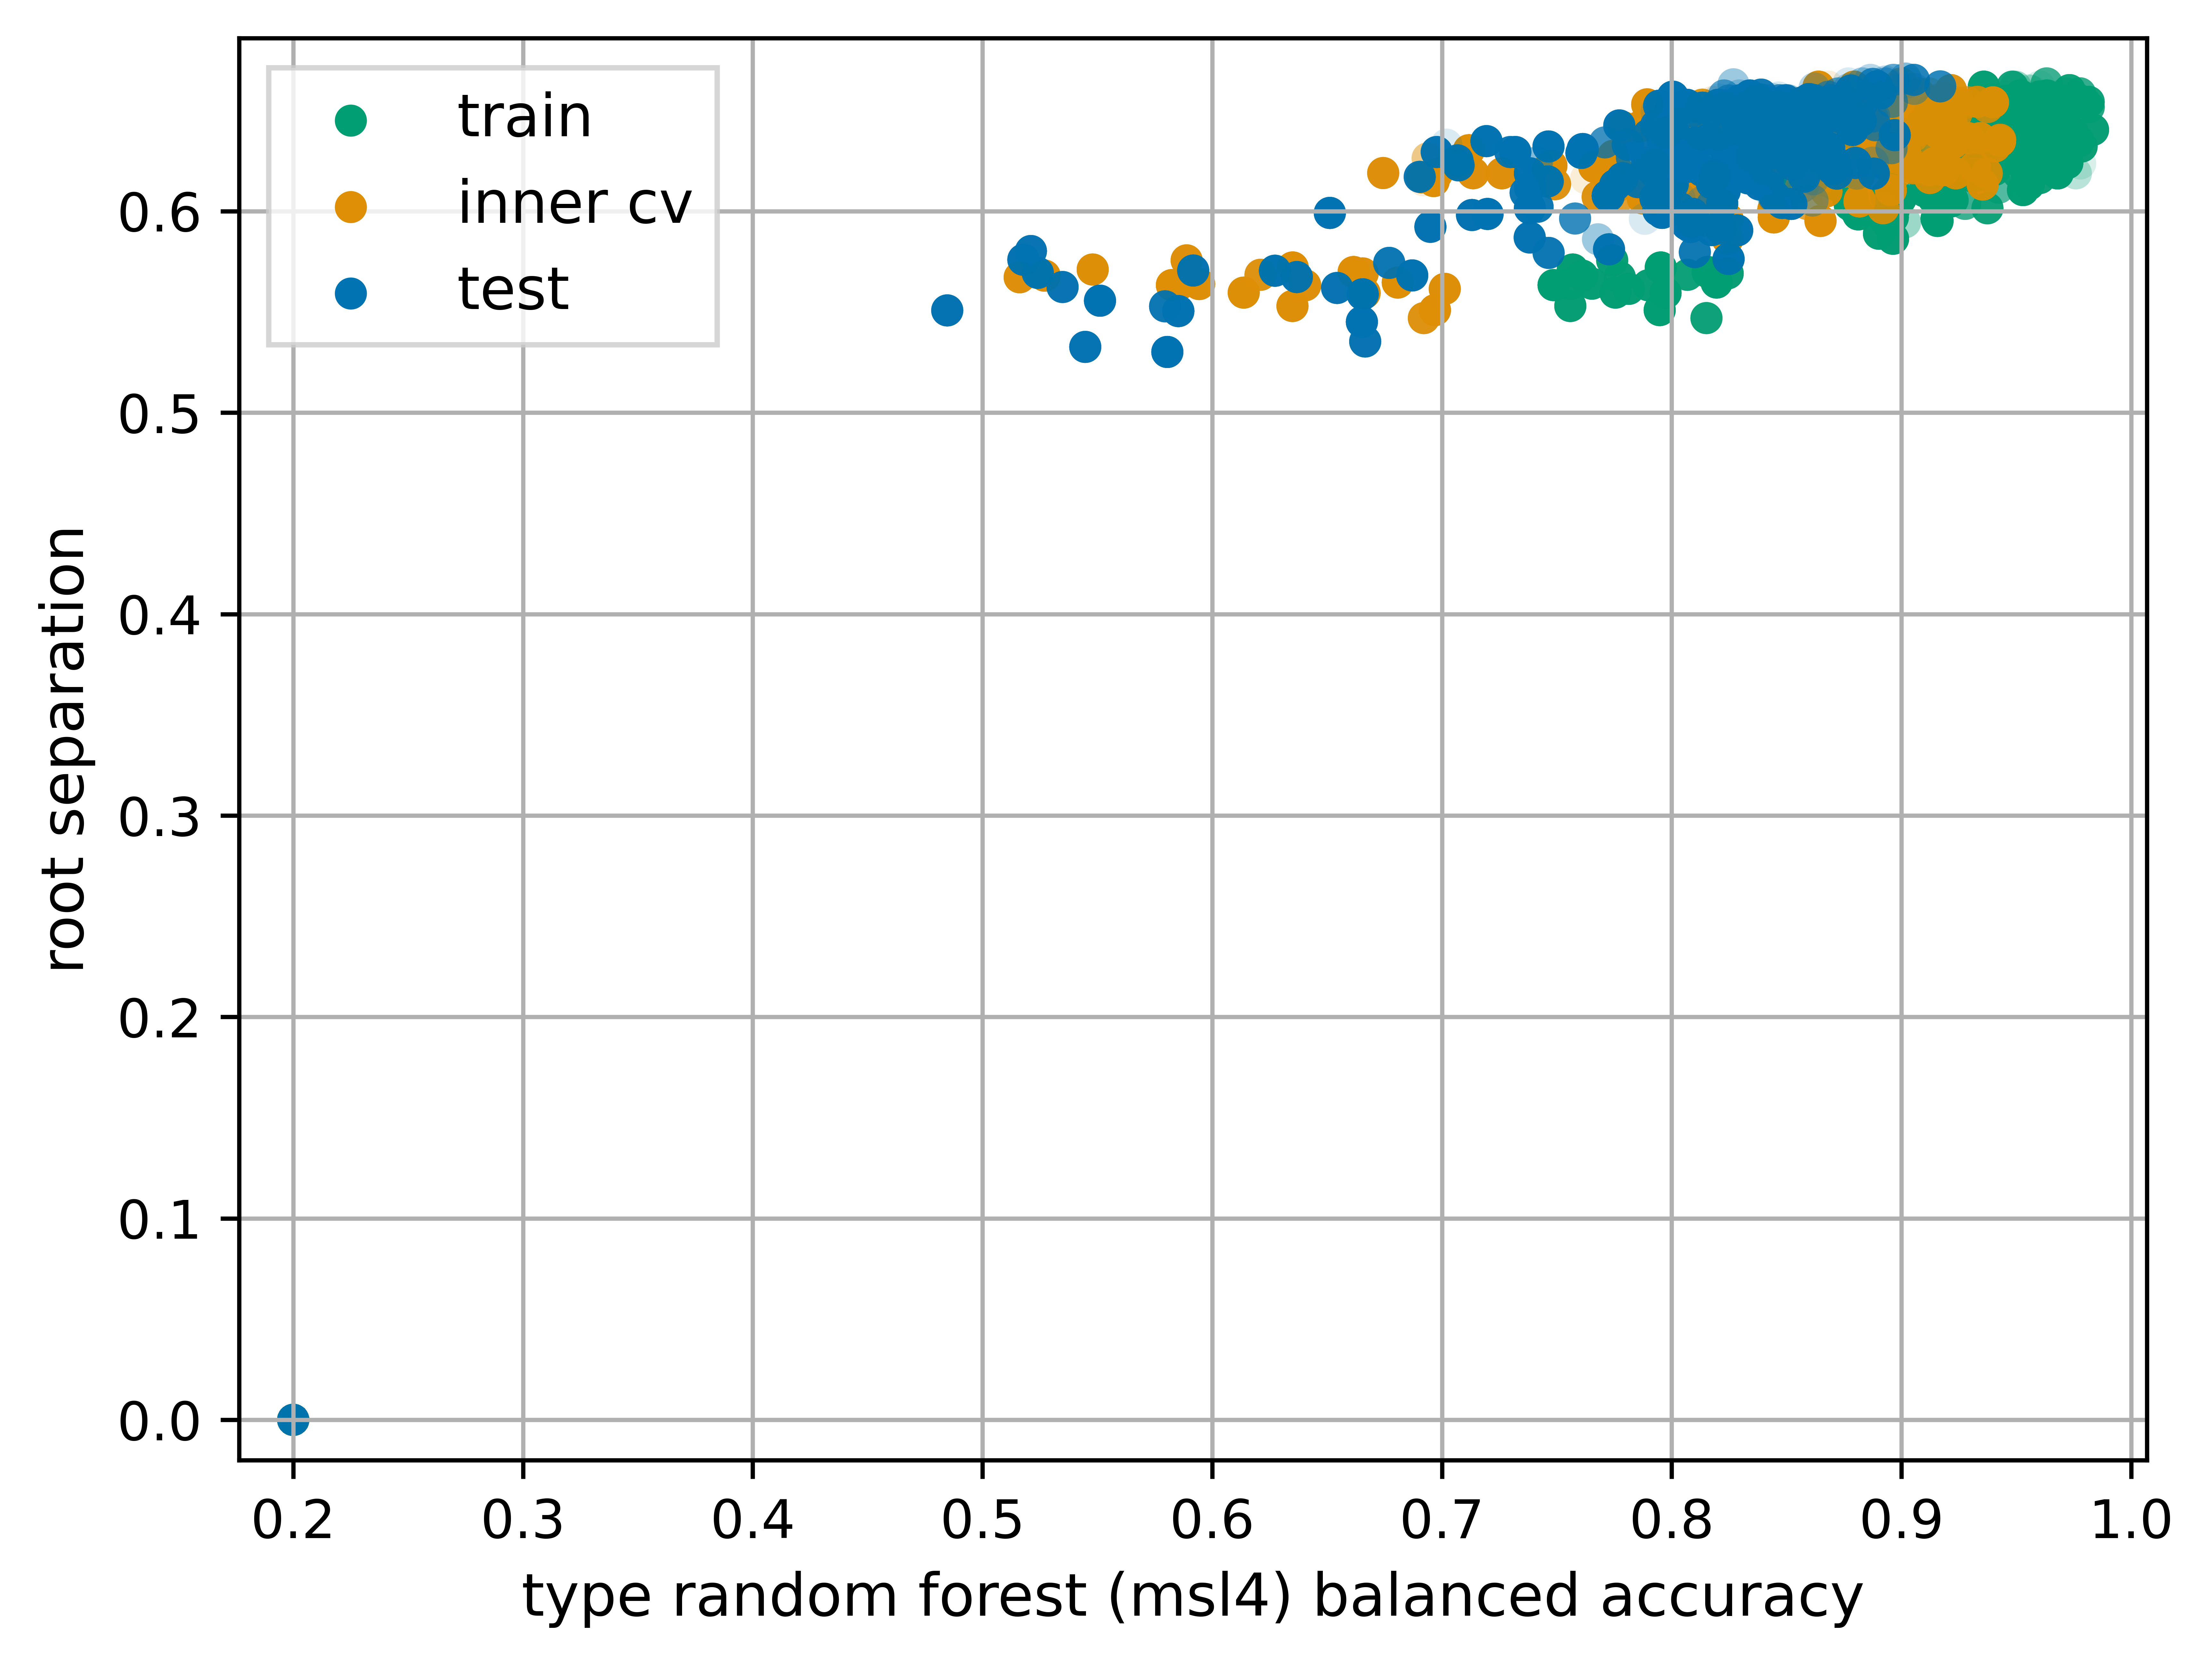 train
inner cv
test
root separation
0.6
0.5
0.4
0.3
0.2
0.1
0.0
0.2 0.3 0.4 0.5 0.6 0.7 0.8 0.9 1.0
type random forest (msl4) balanced accuracy